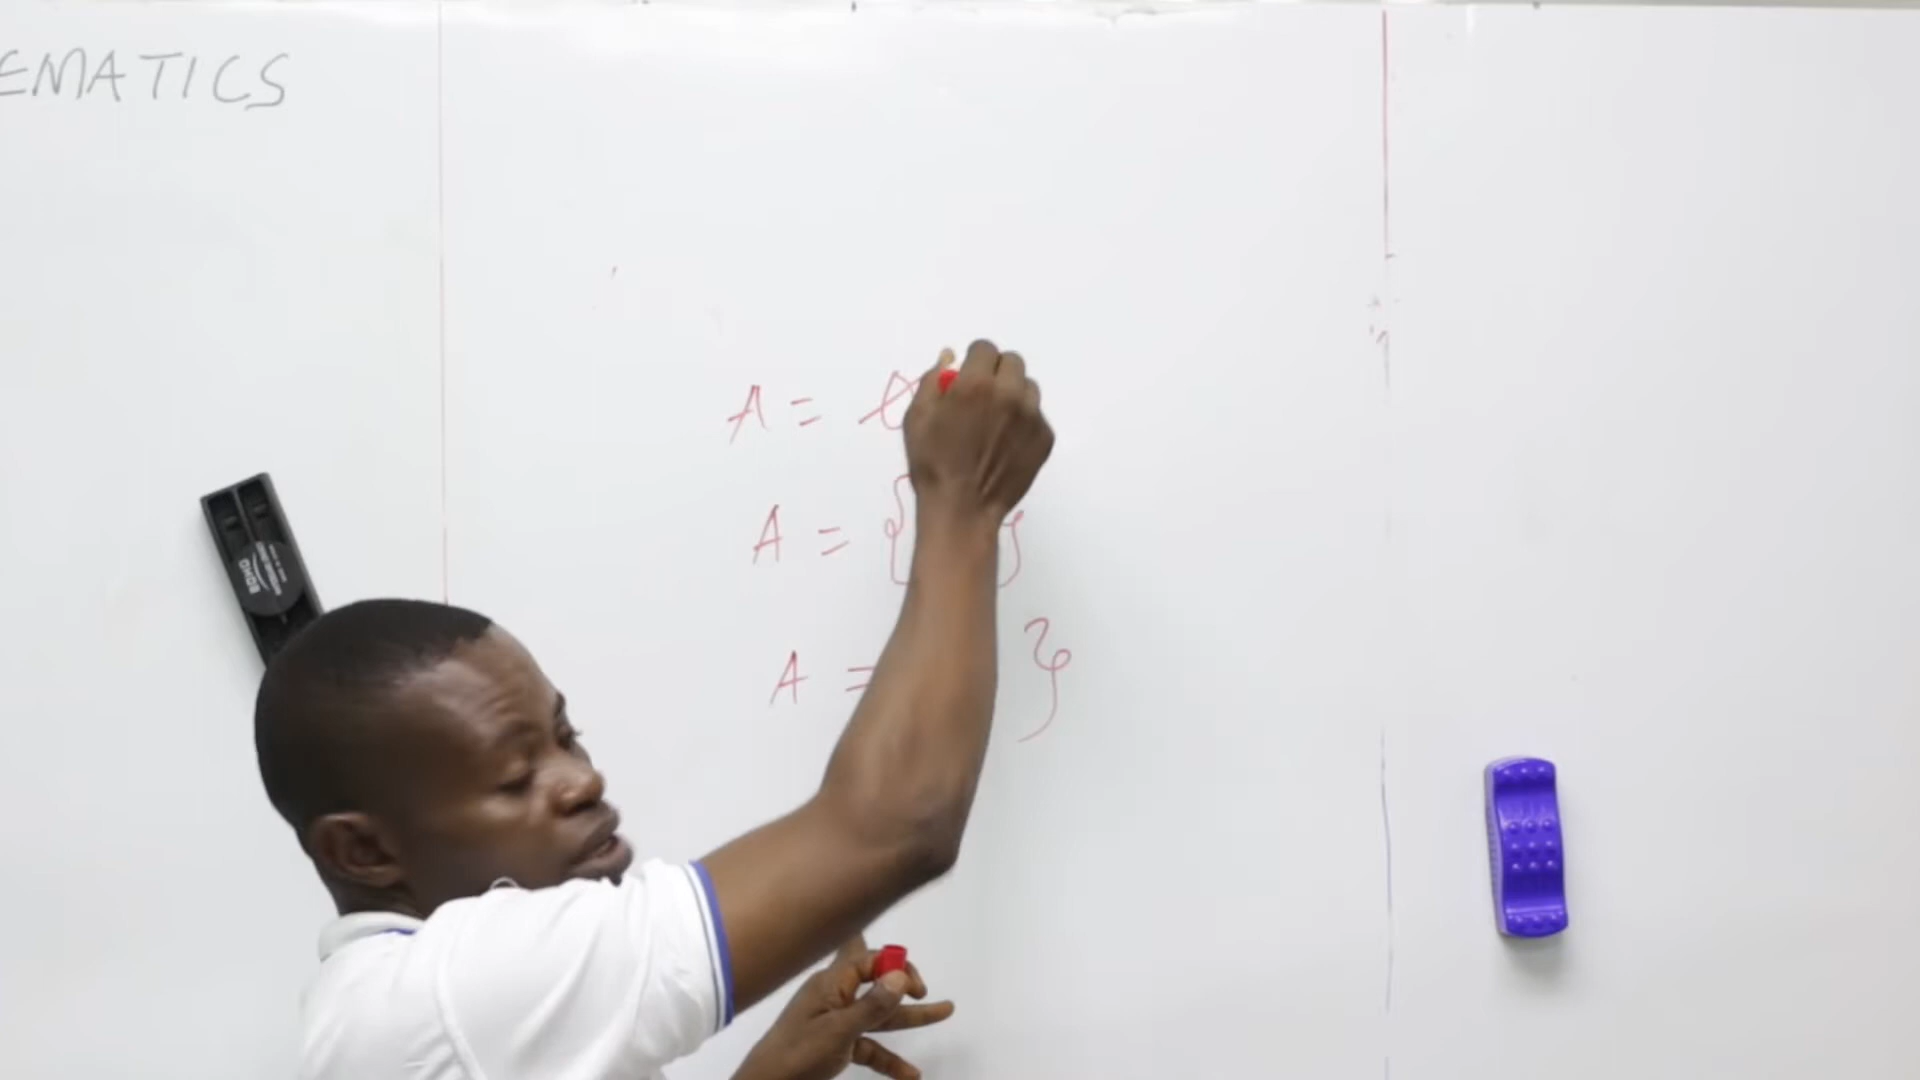 EMATICS
A = ∅
A = { }
A = }